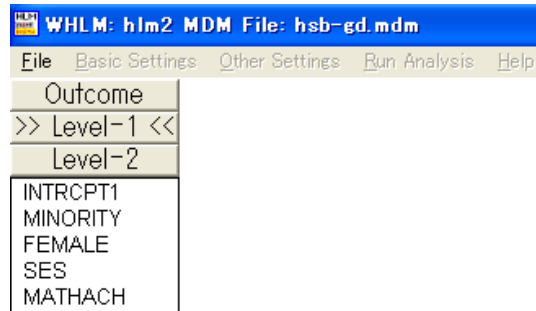 WHLM: hlm2 MDM File: hsb-gd.mdm
File Basic Settings Other Settings Run Analysis Help
Outcome
>> Level-1 <<
Level-2
INTRCPT1
MINORITY
FEMALE
SES
MATHACH